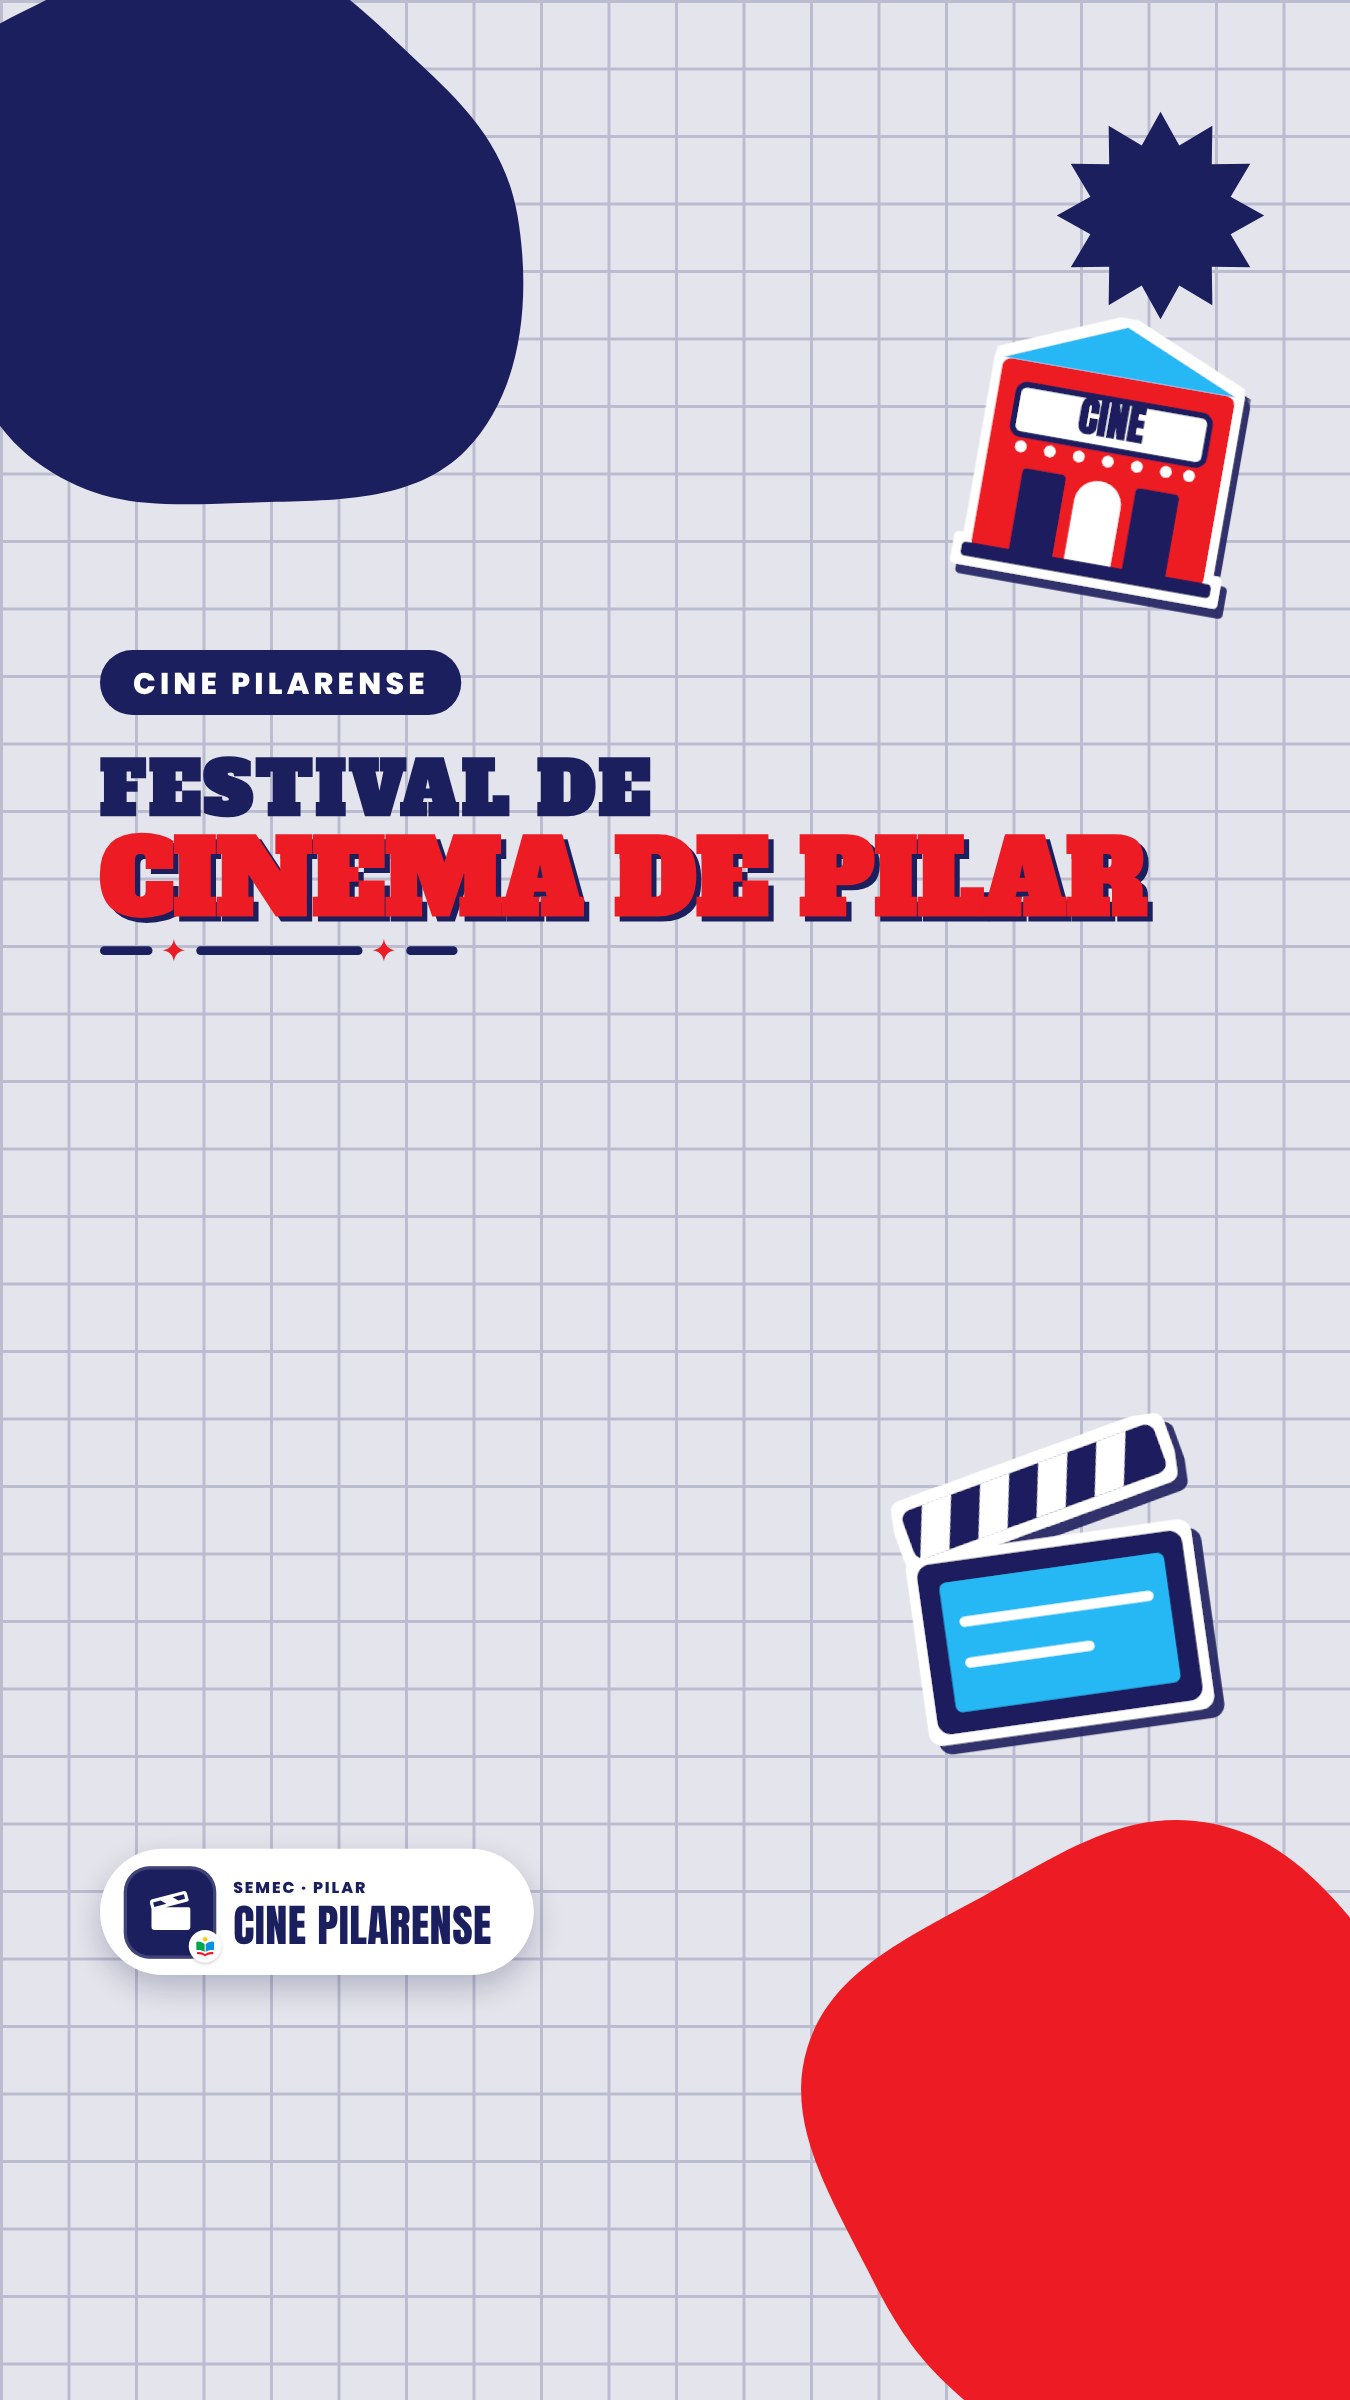 CINE
CINE PILARENSE
FESTIVAL DE
CINEMA DE PILAR
SEMEC · PILAR
CINE PILARENSE